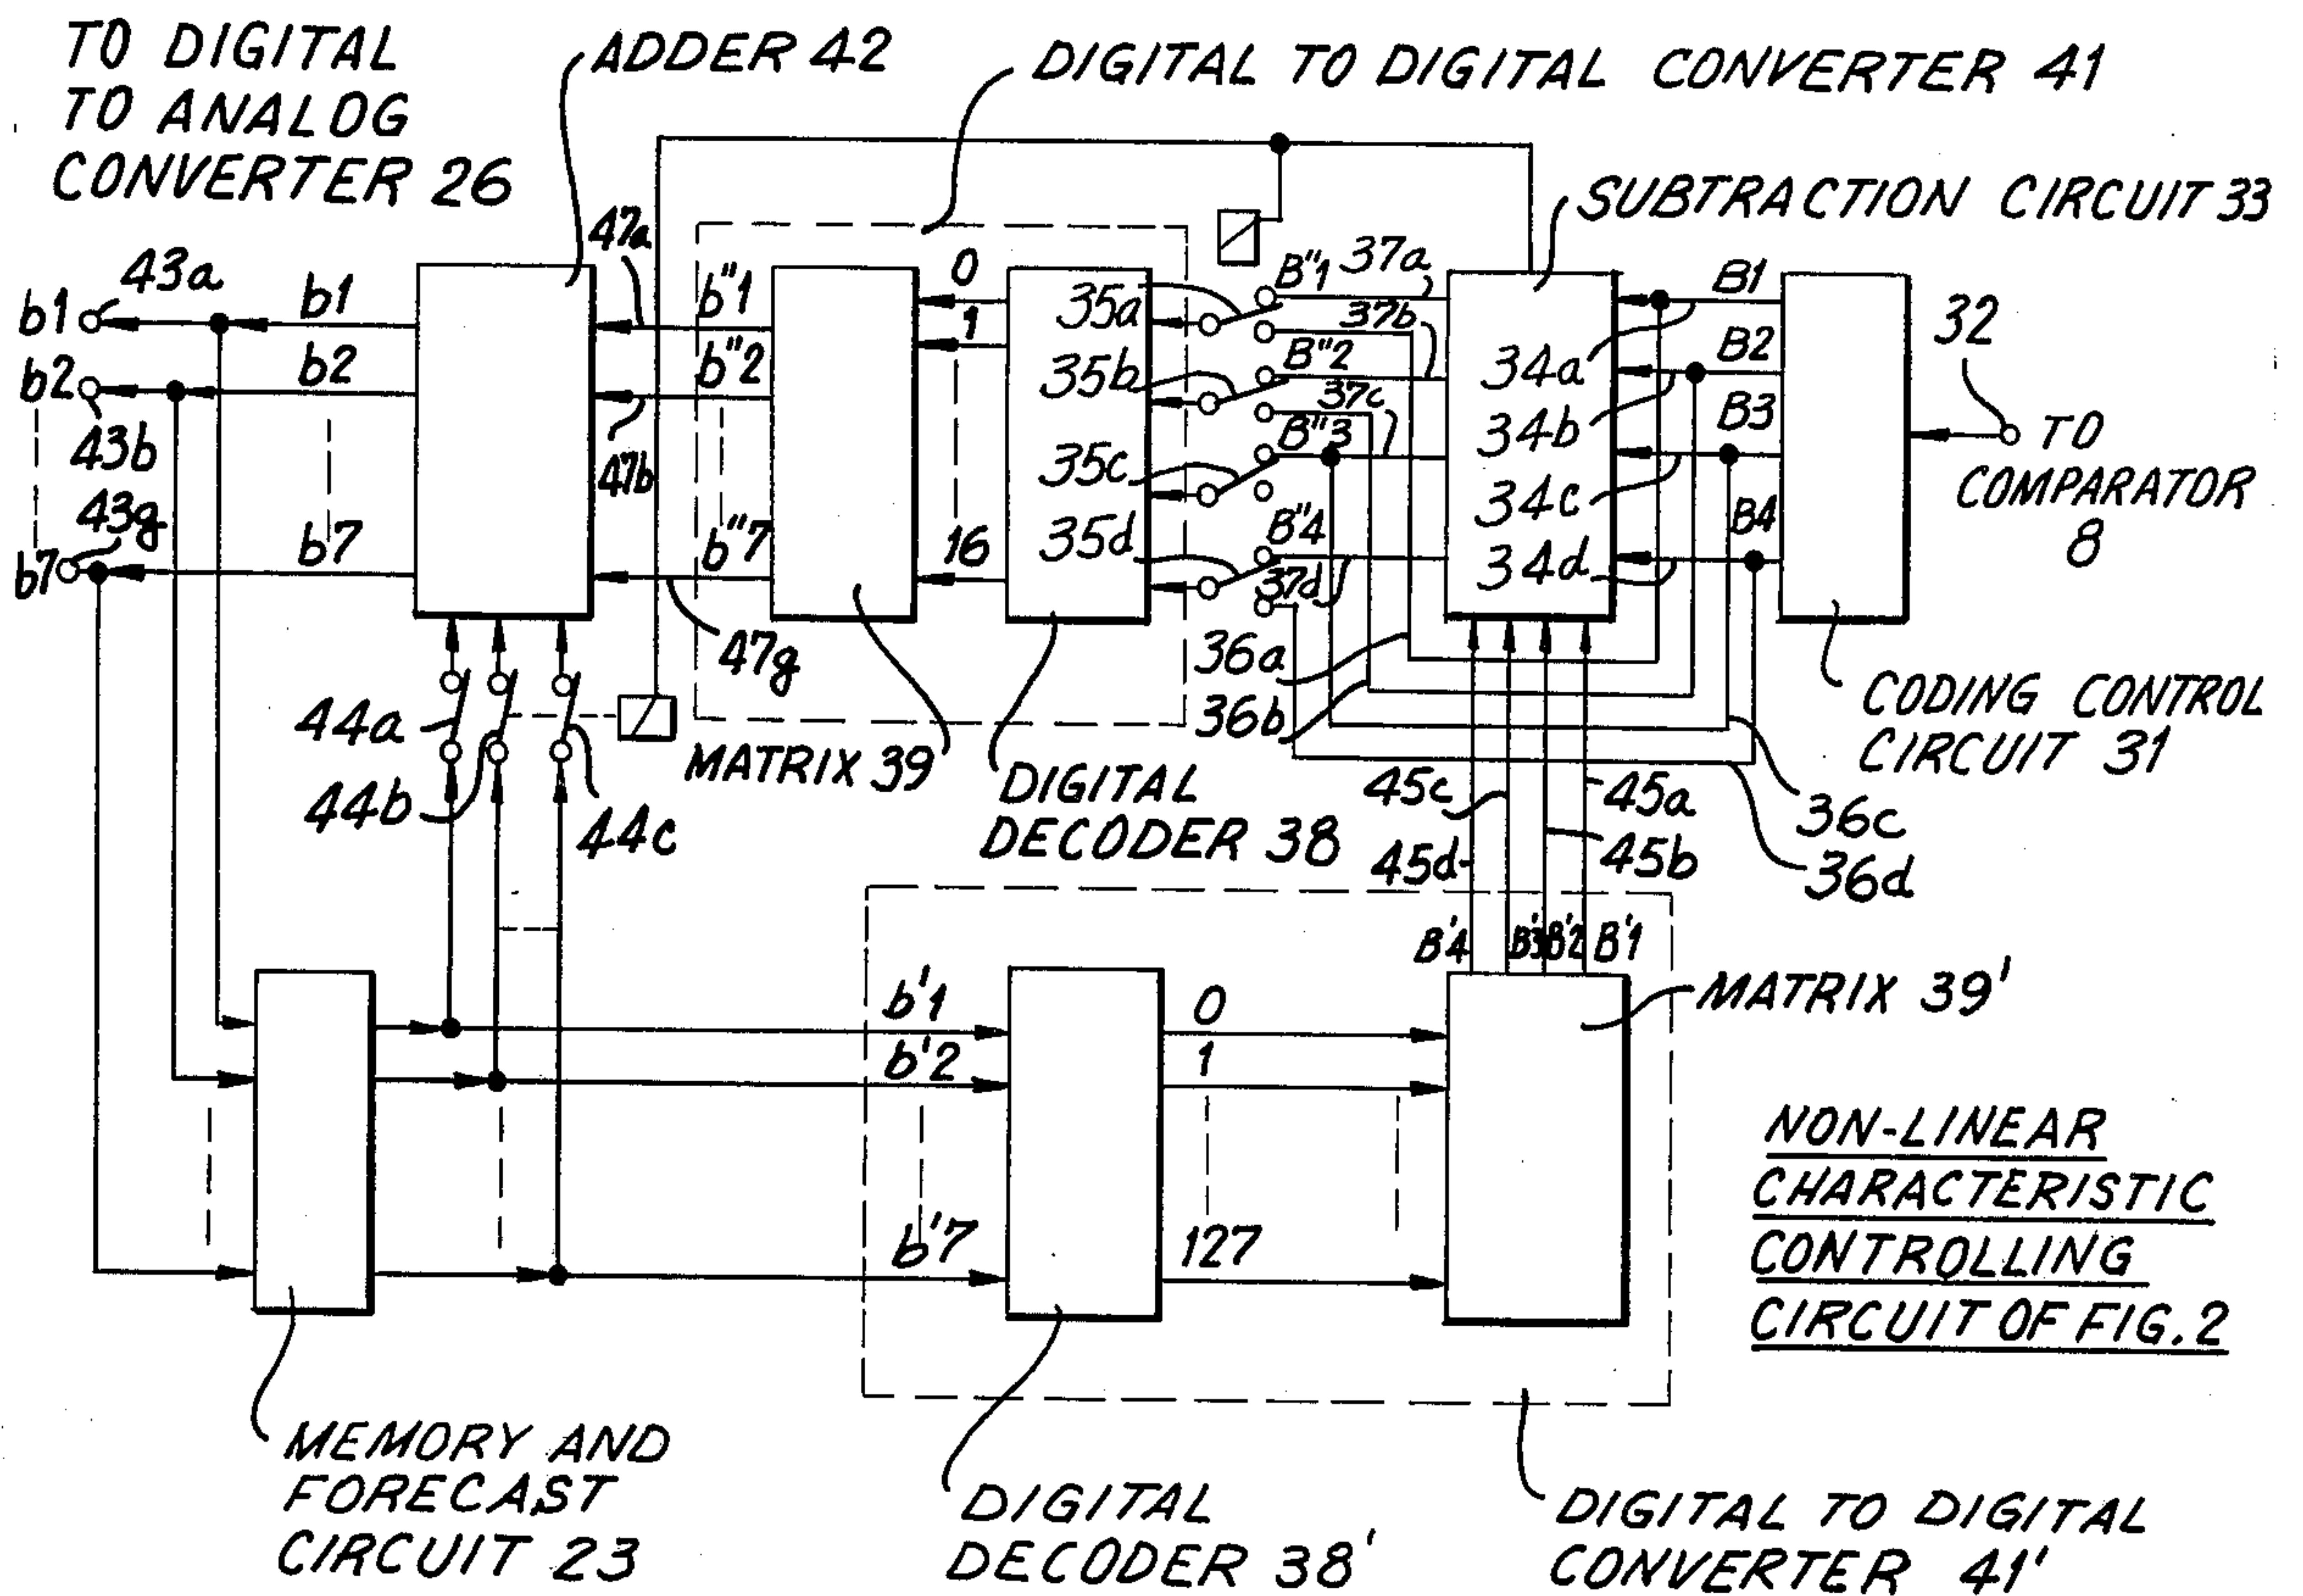 TO DIGITAL
TO ANALOG
CONVERTER 26
ADDER 42
DIGITAL TO DIGITAL CONVERTER 41
SUBTRACTION CIRCUIT 33
43a
47a
b1
b1
b2
43b
b2
43g
b7
b7
b"1
b"2
47b
b"7
47g
0
1
16
35a
35b
35c
35d
B"1
37a
37b
B"2
37c
B"3
B"4
37d
34a
34b
34c
34d
B1
B2
B3
B4
32
TO
COMPARATOR
8
36a
36b
CODING CONTROL
CIRCUIT 31
44a
44b
44c
MATRIX 39
DIGITAL
DECODER 38
45c
45a
45d
45b
36c
36d
B'4
B'3
B'2
B'1
MATRIX 39'
b'1
b'2
b'7
0
1
127
NON-LINEAR
CHARACTERISTIC
CONTROLLING
CIRCUIT OF FIG. 2
MEMORY AND
FORECAST
CIRCUIT 23
DIGITAL
DECODER 38'
DIGITAL TO DIGITAL
CONVERTER 41'